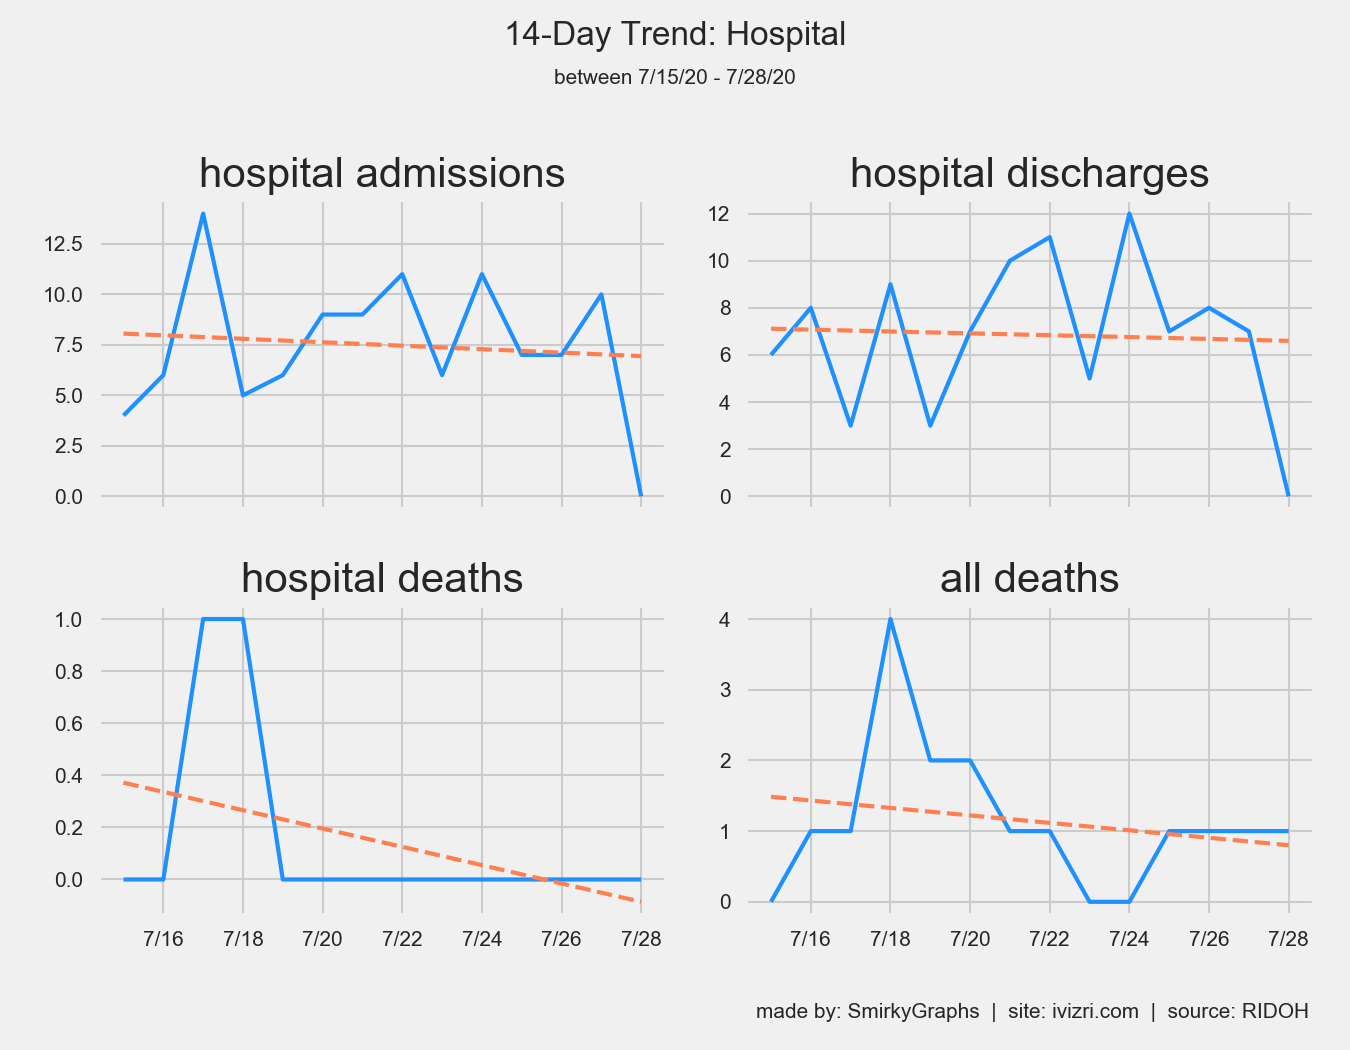 14-Day Trend: Hospital
between 7/15/20 - 7/28/20
hospital admissions
12.5
10.0
7.5
5.0
2.5
0.0
hospital discharges
12
10
8
6
4
2
0
hospital deaths
1.0
0.8
0.6
0.4
0.2
0.0
7/16 7/18 7/20 7/22 7/24 7/26 7/28
all deaths
4
3
2
1
0
7/16 7/18 7/20 7/22 7/24 7/26 7/28
made by: SmirkyGraphs | site: ivizri.com | source: RIDOH